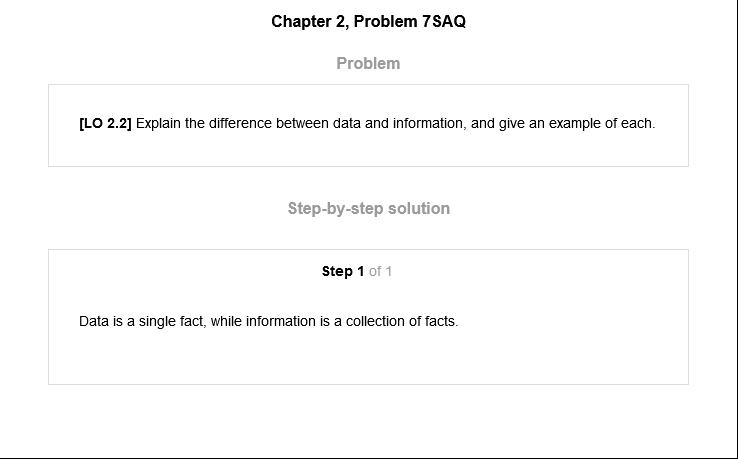 Chapter 2, Problem 7SAQ
Problem
[LO 2.2] Explain the difference between data and information, and give an example of each.
Step-by-step solution
Step 1 of 1
Data is a single fact, while information is a collection of facts.